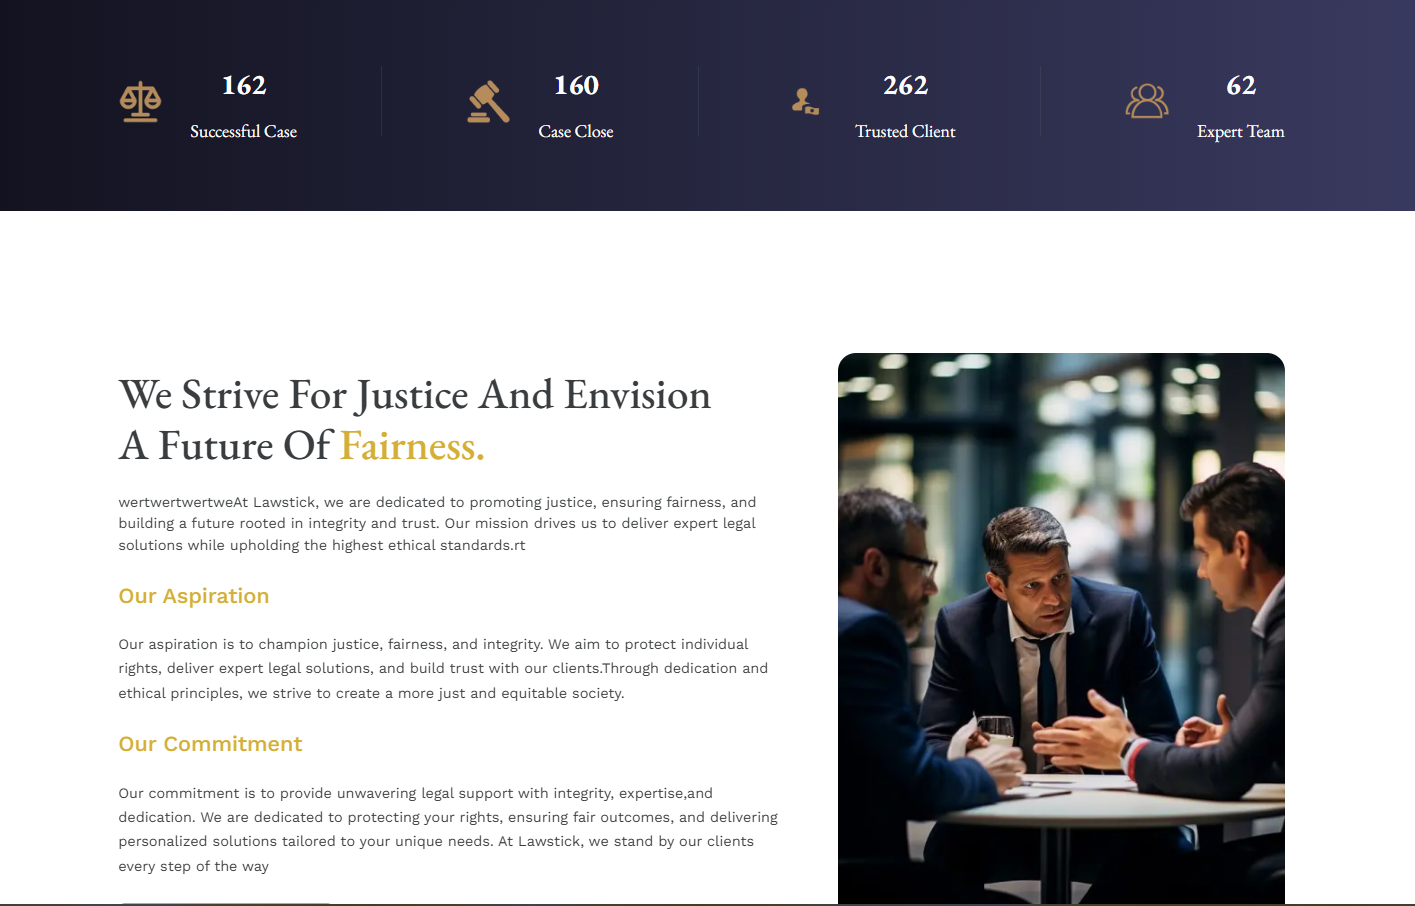 162
Successful Case
160
Case Close
262
Trusted Client
62
Expert Team
We Strive For Justice And Envision
A Future Of Fairness.
wertwertwertweAt Lawstick, we are dedicated to promoting justice, ensuring fairness, and
building a future rooted in integrity and trust. Our mission drives us to deliver expert legal
solutions while upholding the highest ethical standards.rt
Our Aspiration
Our aspiration is to champion justice, fairness, and integrity. We aim to protect individual
rights, deliver expert legal solutions, and build trust with our clients.Through dedication and
ethical principles, we strive to create a more just and equitable society.
Our Commitment
Our commitment is to provide unwavering legal support with integrity, expertise,and
dedication. We are dedicated to protecting your rights, ensuring fair outcomes, and delivering
personalized solutions tailored to your unique needs. At Lawstick, we stand by our clients
every step of the way